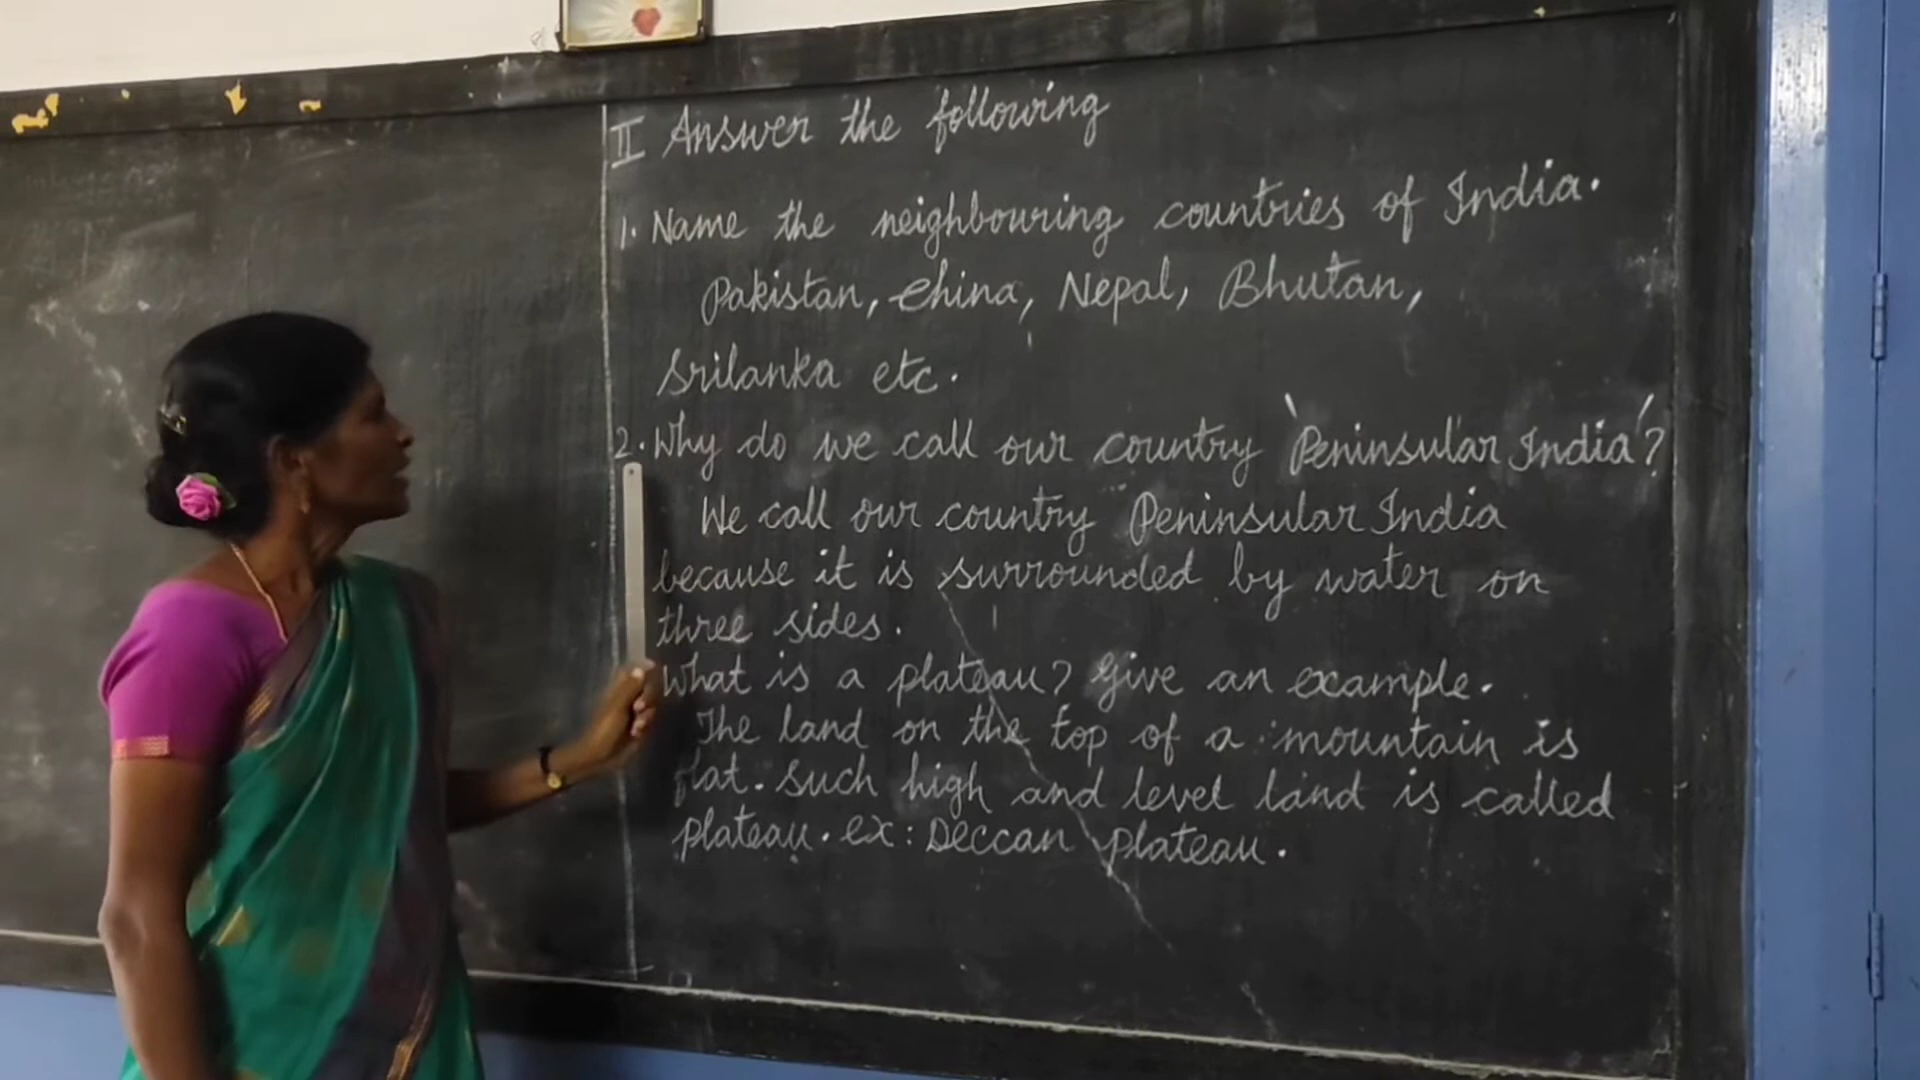 II Answer the following
1. Name the neighbouring countries of India.
Pakistan, China, Nepal, Bhutan,
Srilanka etc.
2. Why do we call our country 'Peninsular India'?
We call our country Peninsular India
because it is surrounded by water on
three sides.
What is a plateau? Give an example.
The land on the top of a mountain is
flat. Such high and level land is called
plateau. ex: Deccan plateau.